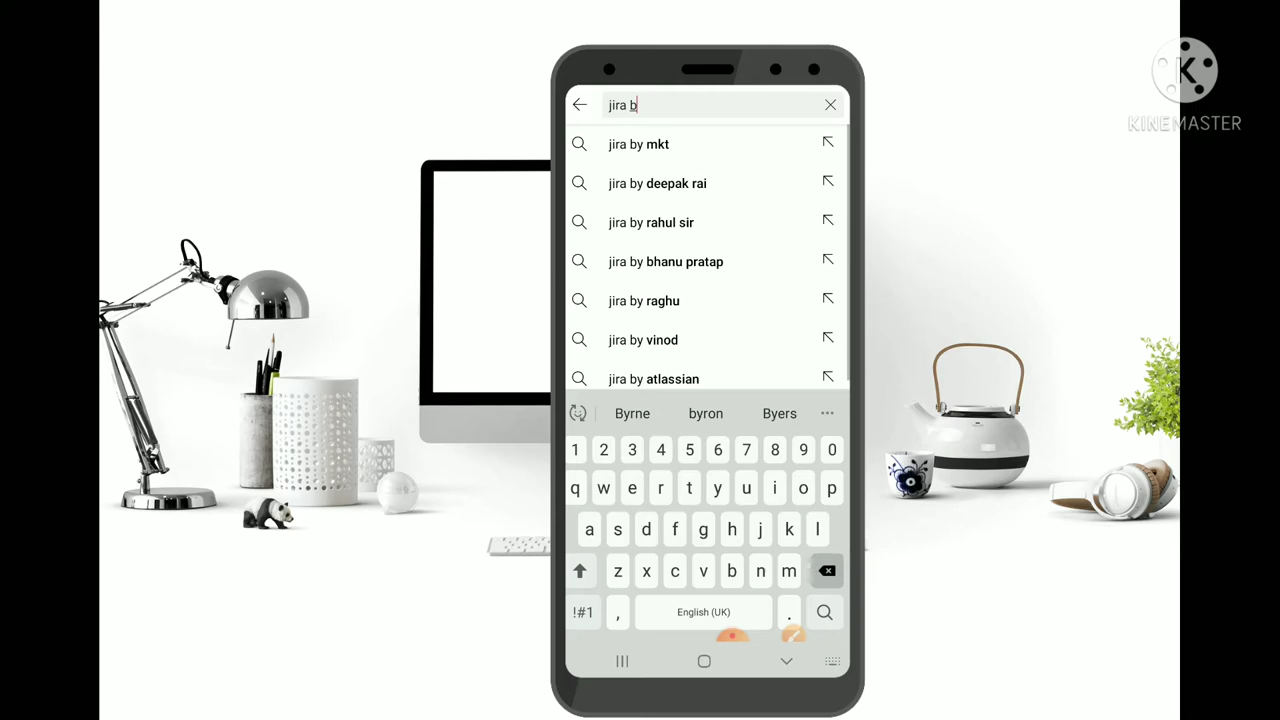 jira b
jira by mkt
jira by deepak rai
jira by rahul sir
jira by bhanu pratap
jira by raghu
jira by vinod
jira by atlassian
Byrne byron Byers
1 2 3 4 5 6 7 8 9 0
q w e r t y u i o p
a s d f g h j k l
z x c v b n m
!#1 , English (UK) .
K
KINEMASTER